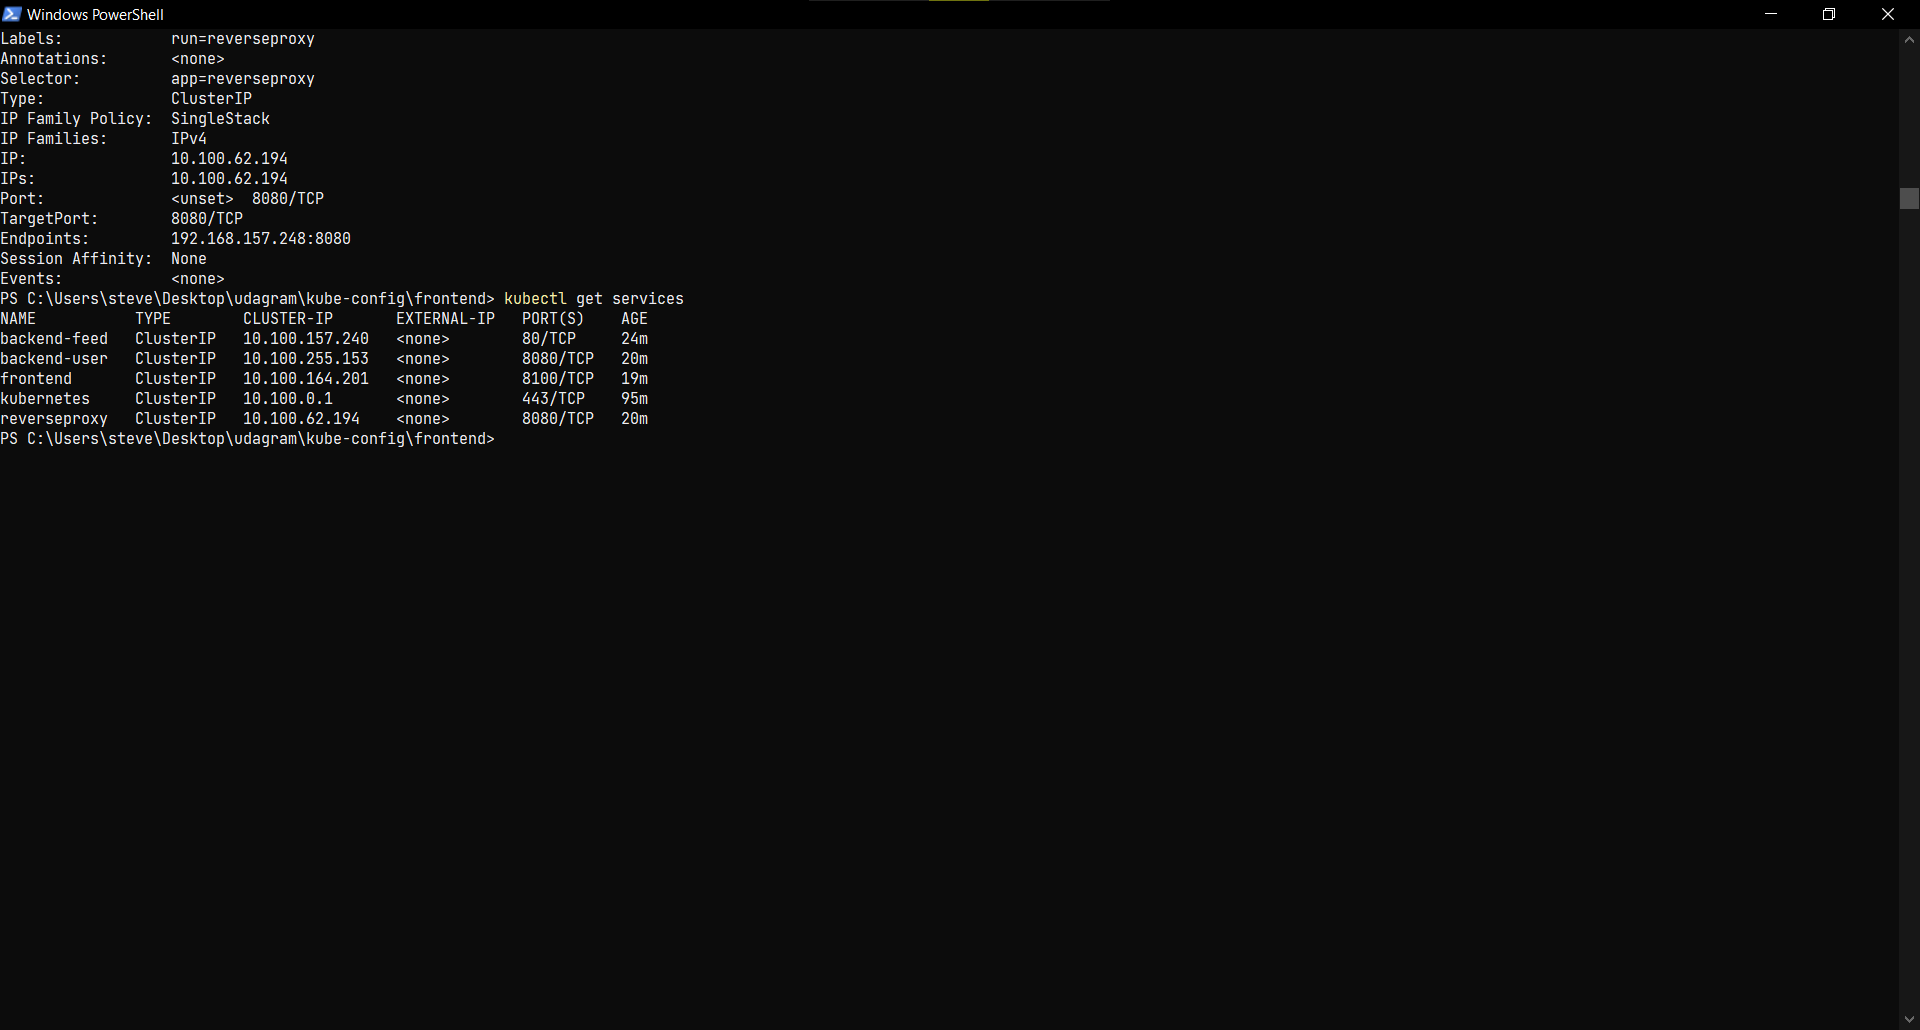 Windows PowerShell
Labels:            run=reverseproxy
Annotations:       <none>
Selector:          app=reverseproxy
Type:              ClusterIP
IP Family Policy:  SingleStack
IP Families:       IPv4
IP:                10.100.62.194
IPs:               10.100.62.194
Port:              <unset>  8080/TCP
TargetPort:        8080/TCP
Endpoints:         192.168.157.248:8080
Session Affinity:  None
Events:            <none>
PS C:\Users\steve\Desktop\udagram\kube-config\frontend> kubectl get services
NAME           TYPE        CLUSTER-IP       EXTERNAL-IP   PORT(S)    AGE
backend-feed   ClusterIP   10.100.157.240   <none>        80/TCP     24m
backend-user   ClusterIP   10.100.255.153   <none>        8080/TCP   20m
frontend       ClusterIP   10.100.164.201   <none>        8100/TCP   19m
kubernetes     ClusterIP   10.100.0.1       <none>        443/TCP    95m
reverseproxy   ClusterIP   10.100.62.194    <none>        8080/TCP   20m
PS C:\Users\steve\Desktop\udagram\kube-config\frontend>